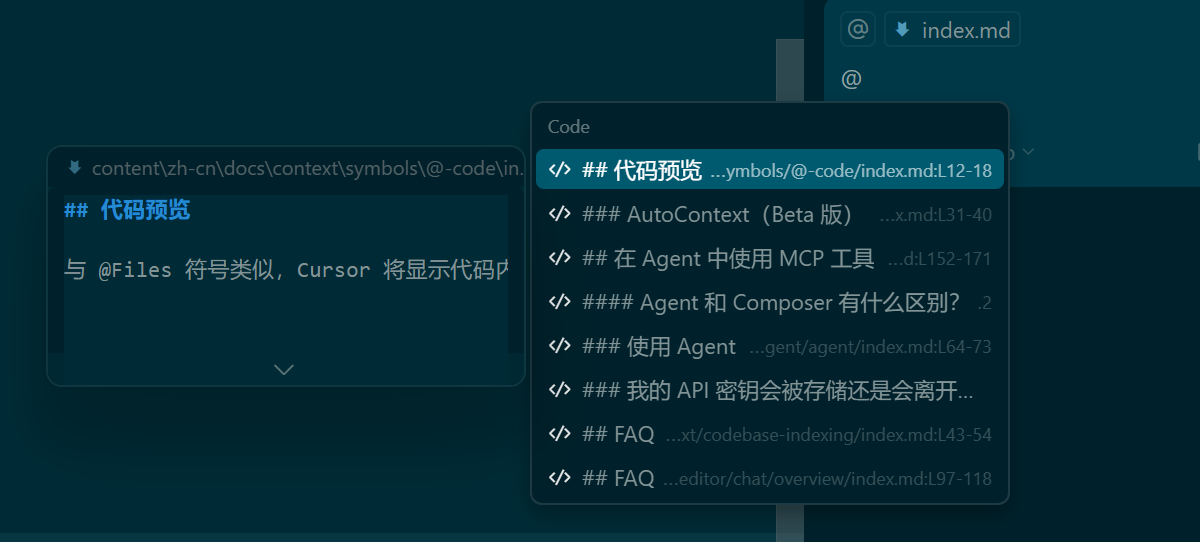 @ index.md
@
content\zh-cn\docs\context\symbols\@-code\in...
## 代码预览
与 @Files 符号类似，Cursor 将显示代码内
Code
## 代码预览 ...ymbols/@-code/index.md:L12-18
### AutoContext（Beta 版） ...x.md:L31-40
## 在 Agent 中使用 MCP 工具 ...d:L152-171
#### Agent 和 Composer 有什么区别？ .2
### 使用 Agent ...gent/agent/index.md:L64-73
### 我的 API 密钥会被存储还是会离开...
## FAQ ...xt/codebase-indexing/index.md:L43-54
## FAQ ...editor/chat/overview/index.md:L97-118